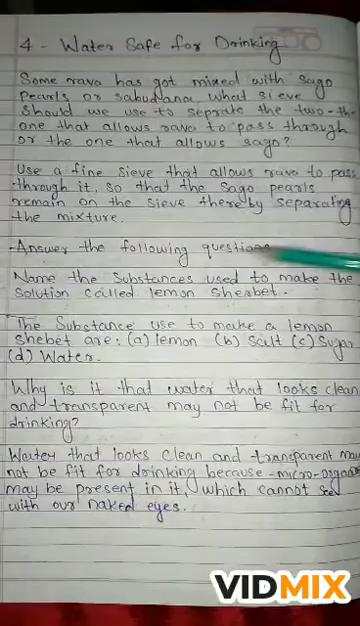 4 - Water Safe for Drinking
Some rava has got mixed with sago
pearls or sabudana. What sieve
should we use to seprate the two-th
one that allows rava to pass through
or the one that allows sago?
Use a fine sieve that allows rava to pass
through it, so that the sago pearls
remain on the sieve thereby separating
the mixture.
-Answer the following questions
Name the substances used to make the
solution called lemon sherbet.
The Substance use to make a lemon
shebet are: (a) lemon (b) salt (c) Sugar
(d) Water.
Why is it that water that looks clean
and transparent may not be fit for
drinking?
Water that looks clean and transparent may
not be fit for drinking because -micro-organi
may be present in it, which cannot see
with our naked eyes.
VIDMIX